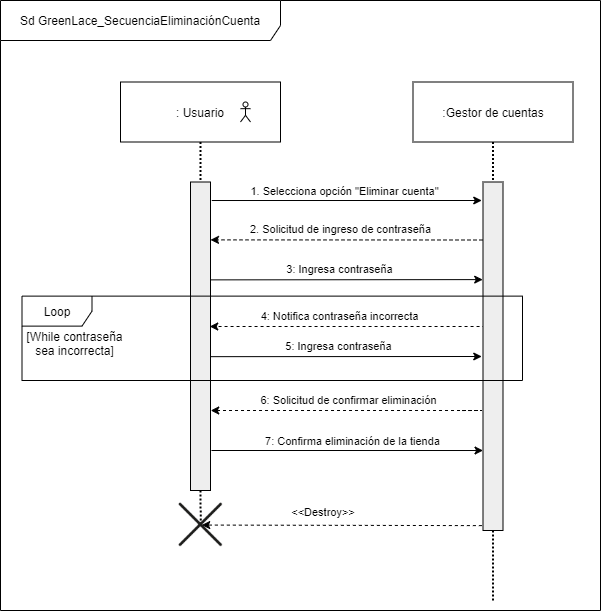 Sd GreenLace_SecuenciaEliminaciónCuenta
: Usuario
:Gestor de cuentas
1. Selecciona opción "Eliminar cuenta"
2. Solicitud de ingreso de contraseña
3: Ingresa contraseña
Loop
[While contraseña
sea incorrecta]
4: Notifica contraseña incorrecta
5: Ingresa contraseña
6: Solicitud de confirmar eliminación
7: Confirma eliminación de la tienda
<<Destroy>>